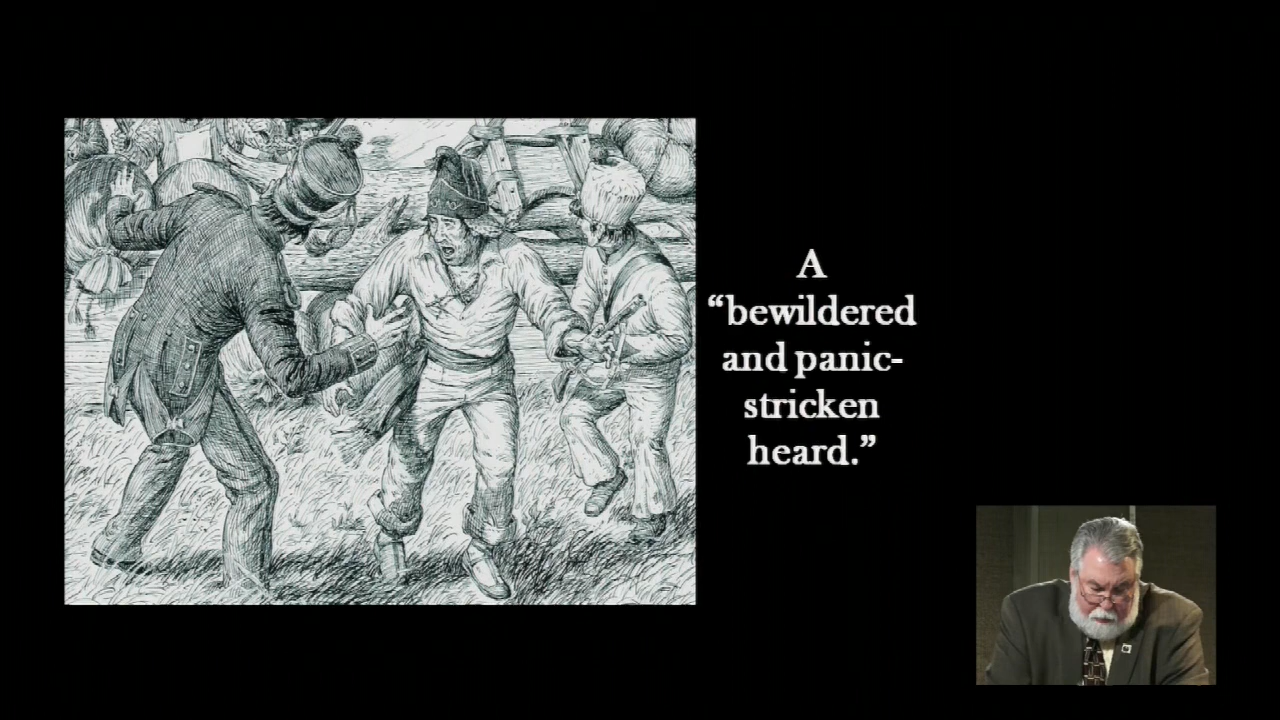 A
“bewildered
and panic-
stricken
heard.”